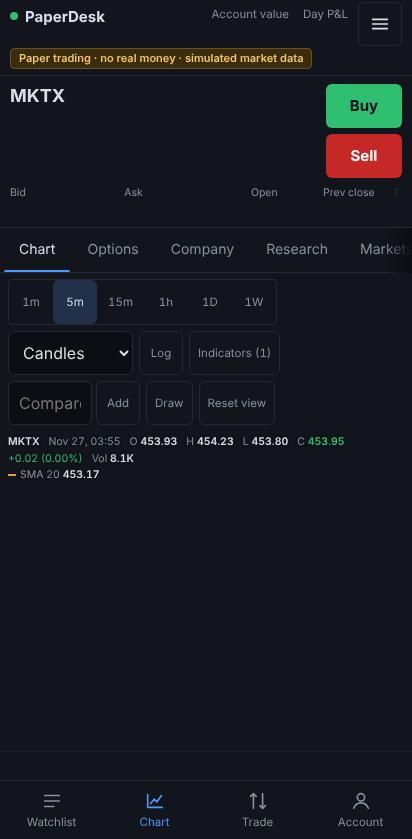 PaperDesk Account value Day P&L
Paper trading · no real money · simulated market data
MKTX
Buy
Sell
Bid Ask Open Prev close
Chart Options Company Research Market
1m 5m 15m 1h 1D 1W
Candles Log Indicators (1)
Compar Add Draw Reset view
MKTX Nov 27, 03:55 O 453.93 H 454.23 L 453.80 C 453.95
+0.02 (0.00%) Vol 8.1K
SMA 20 453.17
Watchlist Chart Trade Account